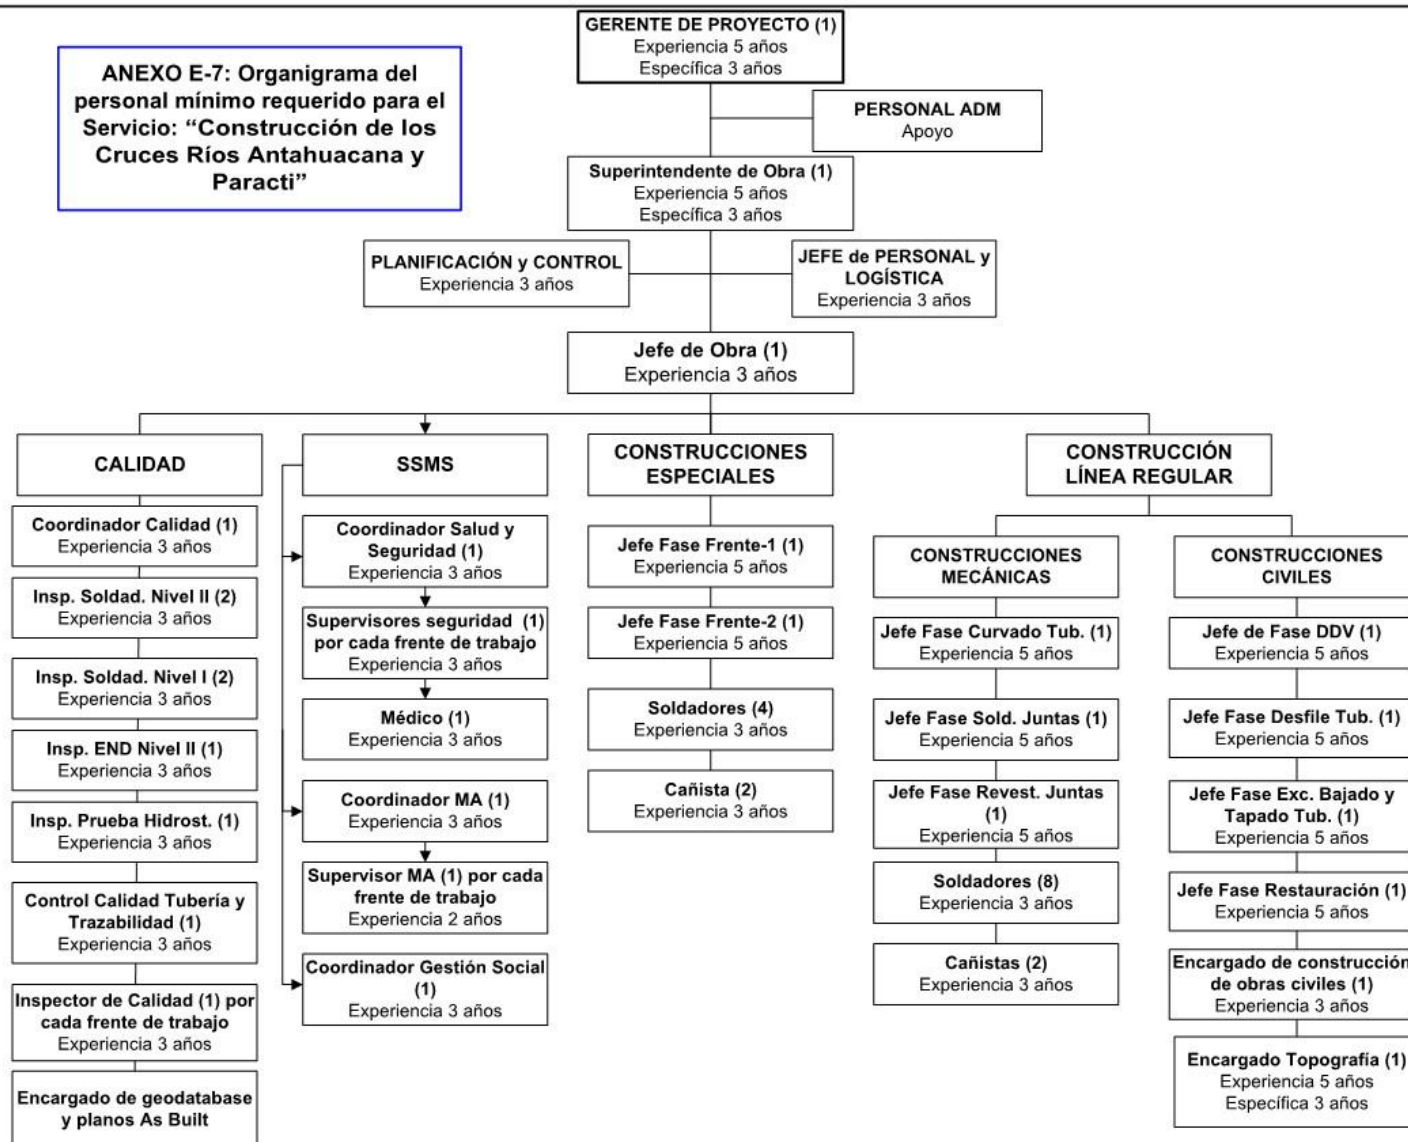 GERENTE DE PROYECTO (1)
Experiencia 5 años
Específica 3 años
ANEXO E-7: Organigrama del
personal mínimo requerido para el
Servicio: “Construcción de los
Cruces Ríos Antahuacana y
Paracti”
PERSONAL ADM
Apoyo
Superintendente de Obra (1)
Experiencia 5 años
Específica 3 años
PLANIFICACIÓN y CONTROL
Experiencia 3 años
JEFE de PERSONAL y
LOGÍSTICA
Experiencia 3 años
Jefe de Obra (1)
Experiencia 3 años
CALIDAD
Coordinador Calidad (1)
Experiencia 3 años
Insp. Soldad. Nivel II (2)
Experiencia 3 años
Insp. Soldad. Nivel I (2)
Experiencia 3 años
Insp. END Nivel II (1)
Experiencia 3 años
Insp. Prueba Hidrost. (1)
Experiencia 3 años
Control Calidad Tubería y
Trazabilidad (1)
Experiencia 3 años
Inspector de Calidad (1) por
cada frente de trabajo
Experiencia 3 años
Encargado de geodatabase
y planos As Built
SSMS
Coordinador Salud y
Seguridad (1)
Experiencia 3 años
Supervisores seguridad (1)
por cada frente de trabajo
Experiencia 3 años
Médico (1)
Experiencia 3 años
Coordinador MA (1)
Experiencia 3 años
Supervisor MA (1) por cada
frente de trabajo
Experiencia 2 años
Coordinador Gestión Social
(1)
Experiencia 3 años
CONSTRUCCIONES
ESPECIALES
Jefe Fase Frente-1 (1)
Experiencia 5 años
Jefe Fase Frente-2 (1)
Experiencia 5 años
Soldadores (4)
Experiencia 3 años
Cañista (2)
Experiencia 3 años
CONSTRUCCIÓN
LÍNEA REGULAR
CONSTRUCCIONES
MECÁNICAS
Jefe Fase Curvado Tub. (1)
Experiencia 5 años
Jefe Fase Sold. Juntas (1)
Experiencia 5 años
Jefe Fase Revest. Juntas
(1)
Experiencia 5 años
Soldadores (8)
Experiencia 3 años
Cañistas (2)
Experiencia 3 años
CONSTRUCCIONES
CIVILES
Jefe de Fase DDV (1)
Experiencia 5 años
Jefe Fase Desfile Tub. (1)
Experiencia 5 años
Jefe Fase Exc. Bajado y
Tapado Tub. (1)
Experiencia 5 años
Jefe Fase Restauración (1)
Experiencia 5 años
Encargado de construcción
de obras civiles (1)
Experiencia 3 años
Encargado Topografía (1)
Experiencia 5 años
Específica 3 años